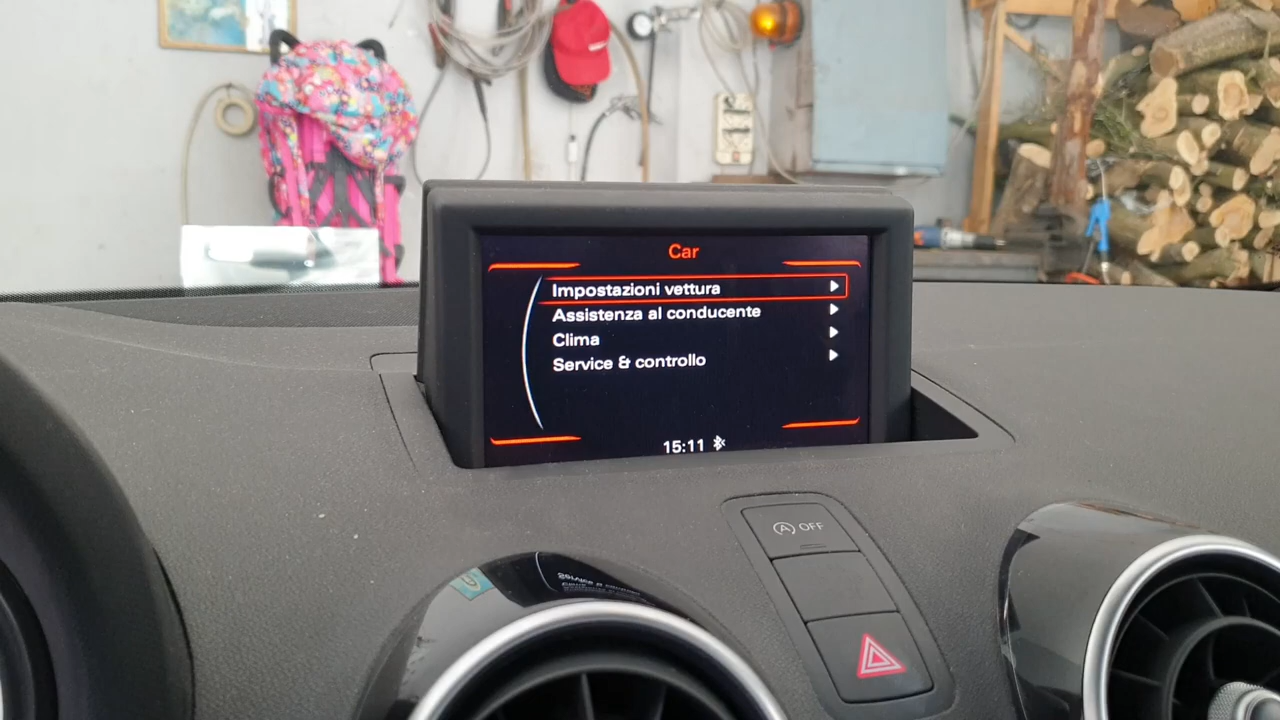 Car
Impostazioni vettura
Assistenza al conducente
Clima
Service & controllo
15:11
A OFF